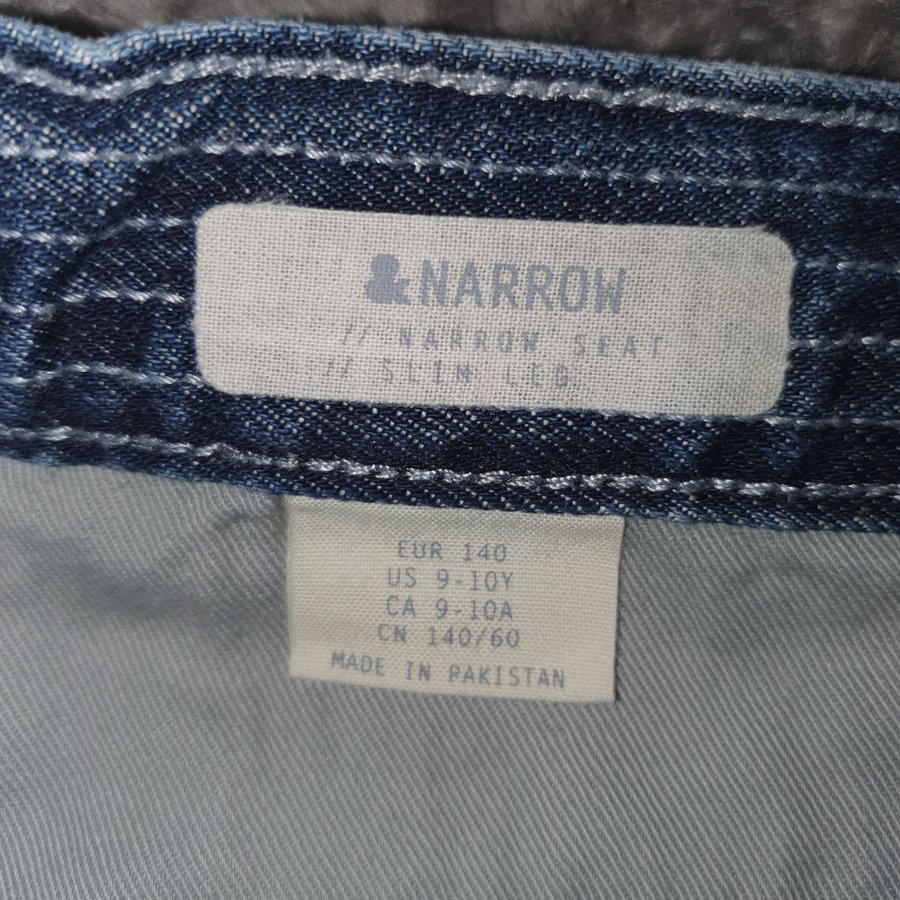 &NARROW
// NARROW SEAT
// SLIM LEG
EUR 140
US 9-10Y
CA 9-10A
CN 140/60
MADE IN PAKISTAN